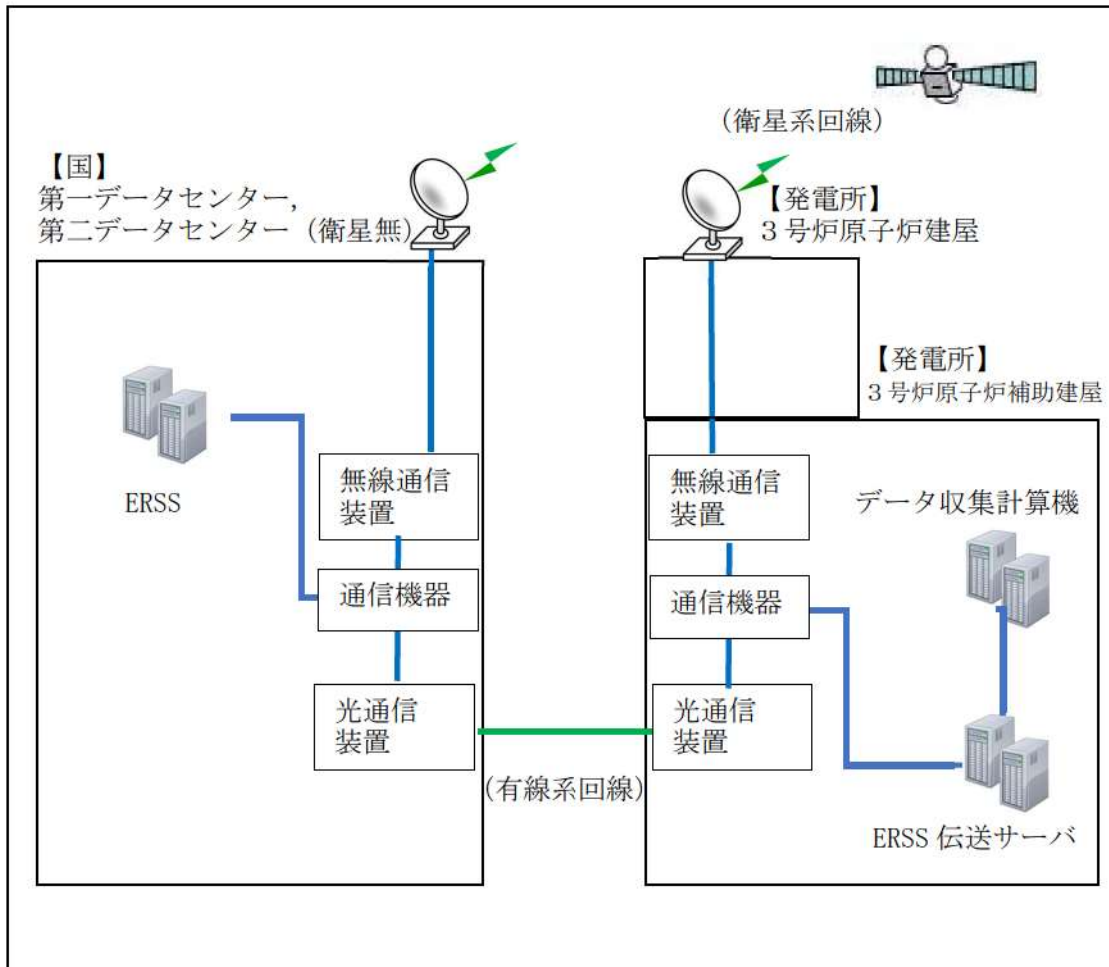 （衛星系回線）
【国】
第一データセンター，
第二データセンター（衛星無）
【発電所】
３号炉原子炉建屋
【発電所】
３号炉原子炉補助建屋
ERSS
無線通信
装置
通信機器
光通信
装置
（有線系回線）
無線通信
装置
通信機器
光通信
装置
データ収集計算機
ERSS 伝送サーバ